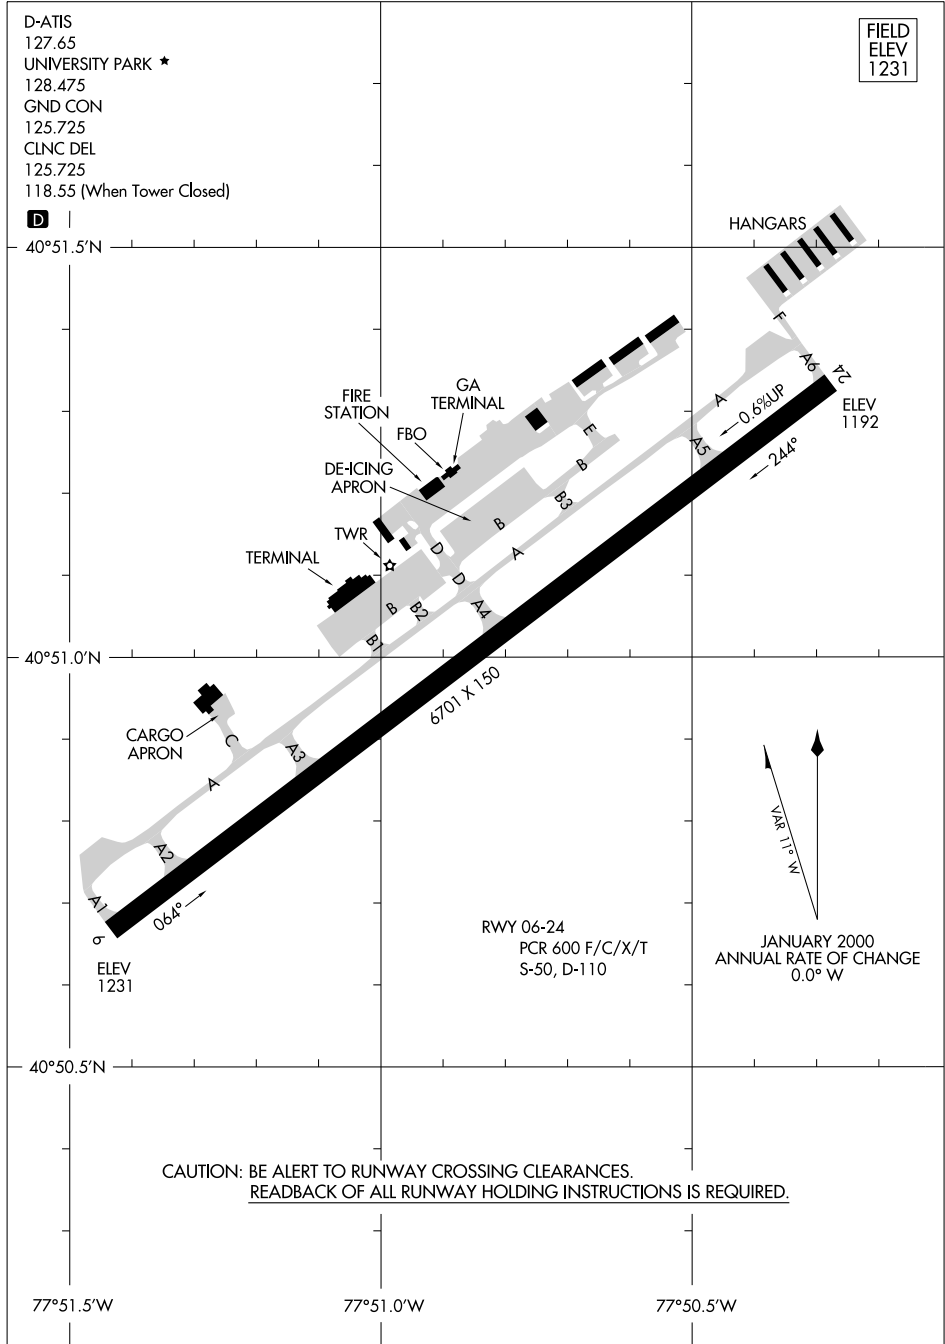 D-ATIS
127.65
UNIVERSITY PARK ★
128.475
GND CON
125.725
CLNC DEL
125.725
118.55 (When Tower Closed)
D
FIELD
ELEV
1231
40°51.5'N
HANGARS
F
A6
24
ELEV
1192
A
0.6%UP
A5
244°
FIRE
STATION
GA
TERMINAL
FBO
DE-ICING
APRON
E
B
B3
B
A
TWR
D
D
TERMINAL
B
B2
A4
B1
40°51.0'N
6701 X 150
CARGO
APRON
C
A3
A
A2
A1
6
064°
ELEV
1231
VAR 11° W
JANUARY 2000
ANNUAL RATE OF CHANGE
0.0° W
RWY 06-24
PCR 600 F/C/X/T
S-50, D-110
40°50.5'N
CAUTION: BE ALERT TO RUNWAY CROSSING CLEARANCES.
READBACK OF ALL RUNWAY HOLDING INSTRUCTIONS IS REQUIRED.
77°51.5'W
77°51.0'W
77°50.5'W